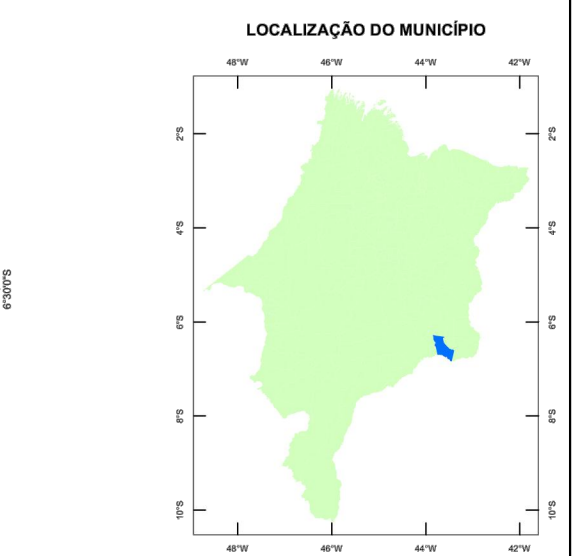 LOCALIZAÇÃO DO MUNICÍPIO
48°W 46°W 44°W 42°W
2°S 2°S
4°S 4°S
6°30'0"S
6°S 6°S
8°S 8°S
10°S 10°S
48°W 46°W 44°W 42°W